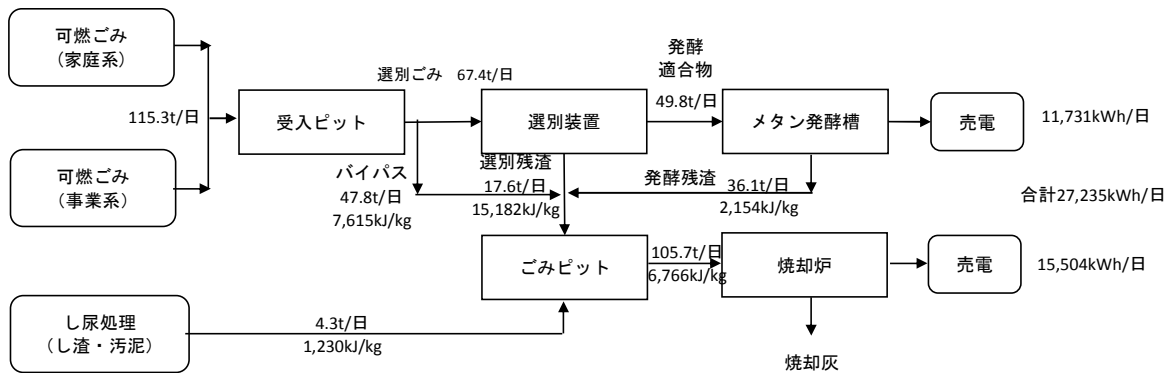 可燃ごみ
（家庭系）
115.3t/日
可燃ごみ
（事業系）
受入ピット
選別ごみ 67.4t/日
選別装置
発酵
適合物
49.8t/日
メタン発酵槽
売電
11,731kWh/日
バイパス
47.8t/日
7,615kJ/kg
選別残渣
17.6t/日
15,182kJ/kg
発酵残渣
36.1t/日
2,154kJ/kg
合計27,235kWh/日
ごみピット
105.7t/日
6,766kJ/kg
焼却炉
売電
15,504kWh/日
し尿処理
（し渣・汚泥）
4.3t/日
1,230kJ/kg
焼却灰